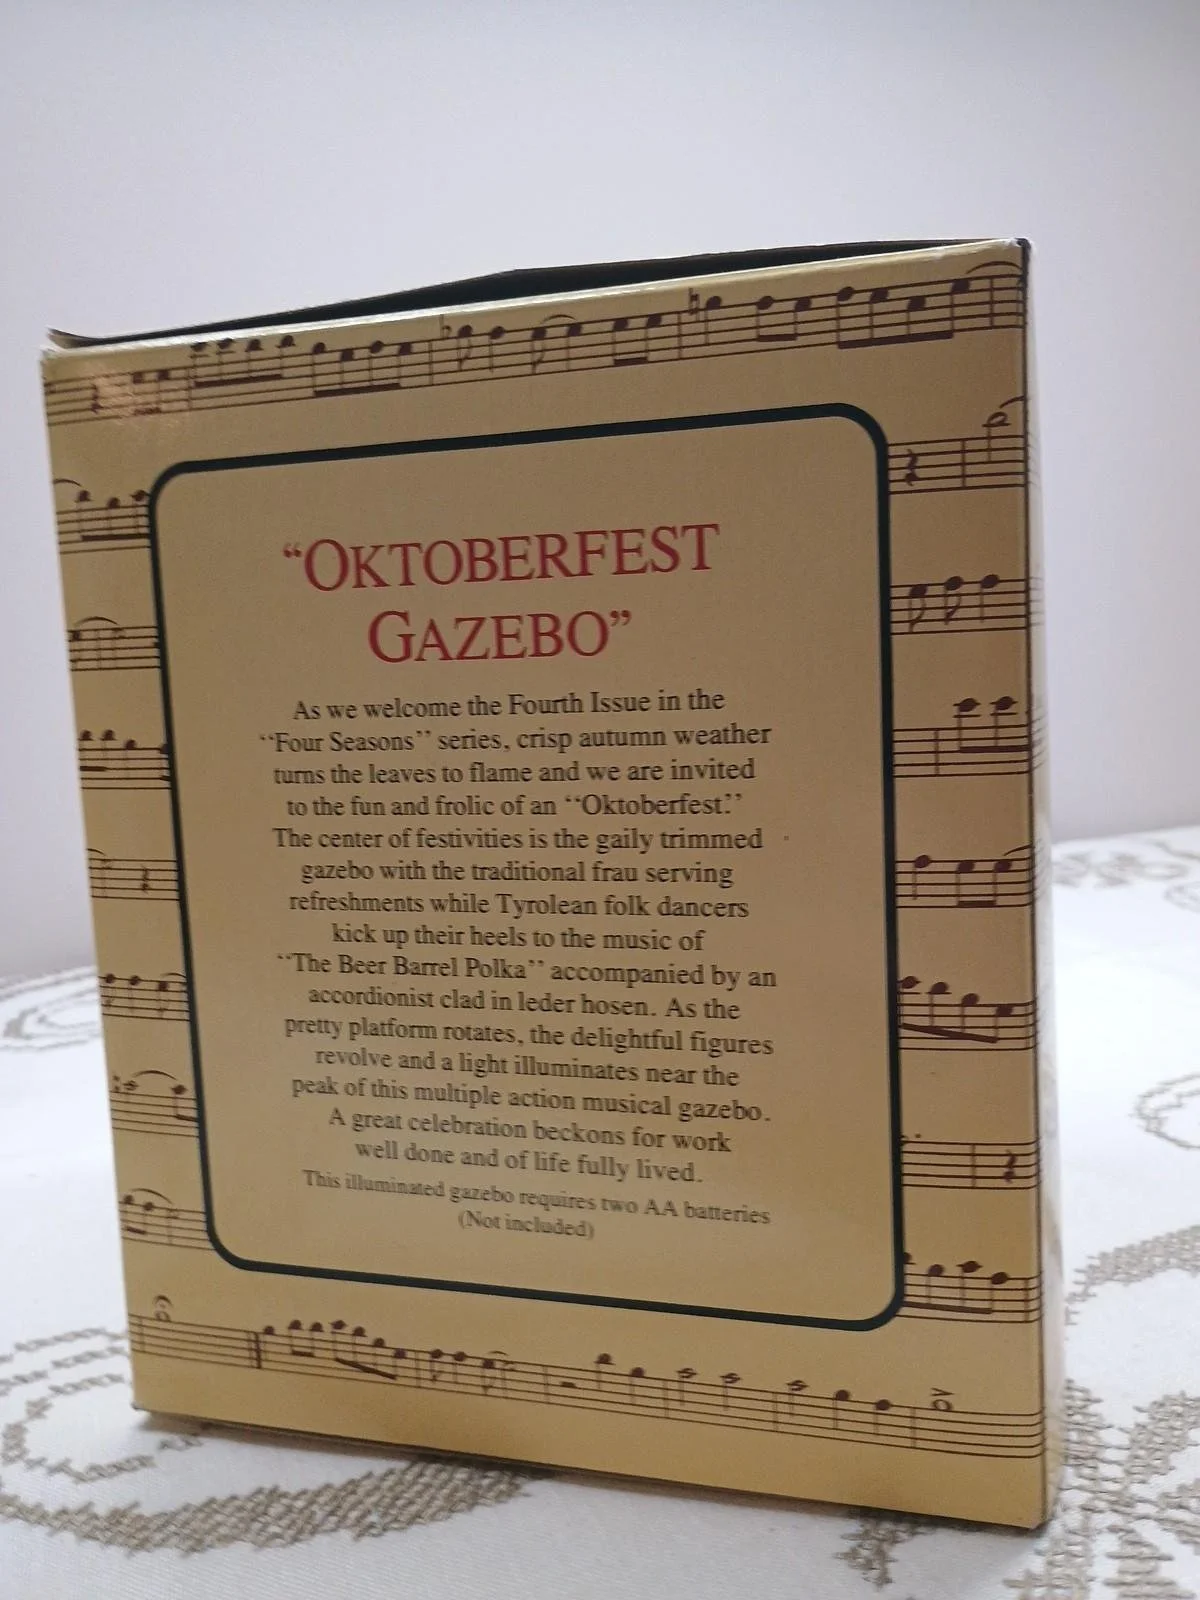 “OKTOBERFEST
GAZEBO”
As we welcome the Fourth Issue in the
“Four Seasons” series, crisp autumn weather
turns the leaves to flame and we are invited
to the fun and frolic of an “Oktoberfest.”
The center of festivities is the gaily trimmed
gazebo with the traditional frau serving
refreshments while Tyrolean folk dancers
kick up their heels to the music of
“The Beer Barrel Polka” accompanied by an
accordionist clad in leder hosen. As the
pretty platform rotates, the delightful figures
revolve and a light illuminates near the
peak of this multiple action musical gazebo.
A great celebration beckons for work
well done and of life fully lived.
This illuminated gazebo requires two AA batteries
(Not included)